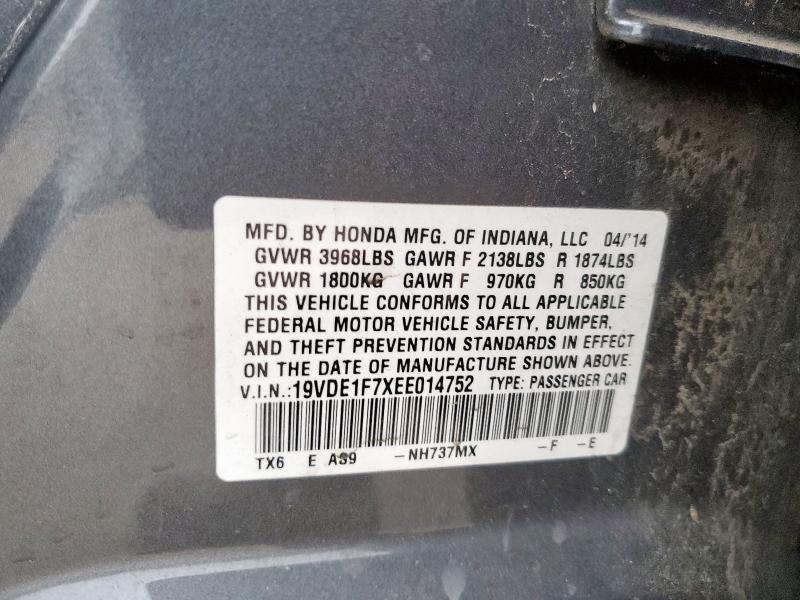 MFD. BY HONDA MFG. OF INDIANA, LLC 04/'14
GVWR 3968LBS GAWR F 2138LBS R 1874LBS
GVWR 1800KG GAWR F 970KG R 850KG
THIS VEHICLE CONFORMS TO ALL APPLICABLE
FEDERAL MOTOR VEHICLE SAFETY, BUMPER,
AND THEFT PREVENTION STANDARDS IN EFFECT
ON THE DATE OF MANUFACTURE SHOWN ABOVE.
V.I.N.:19VDE1F7XEE014752 TYPE: PASSENGER CAR
TX6 E A39 -NH737MX -F -E